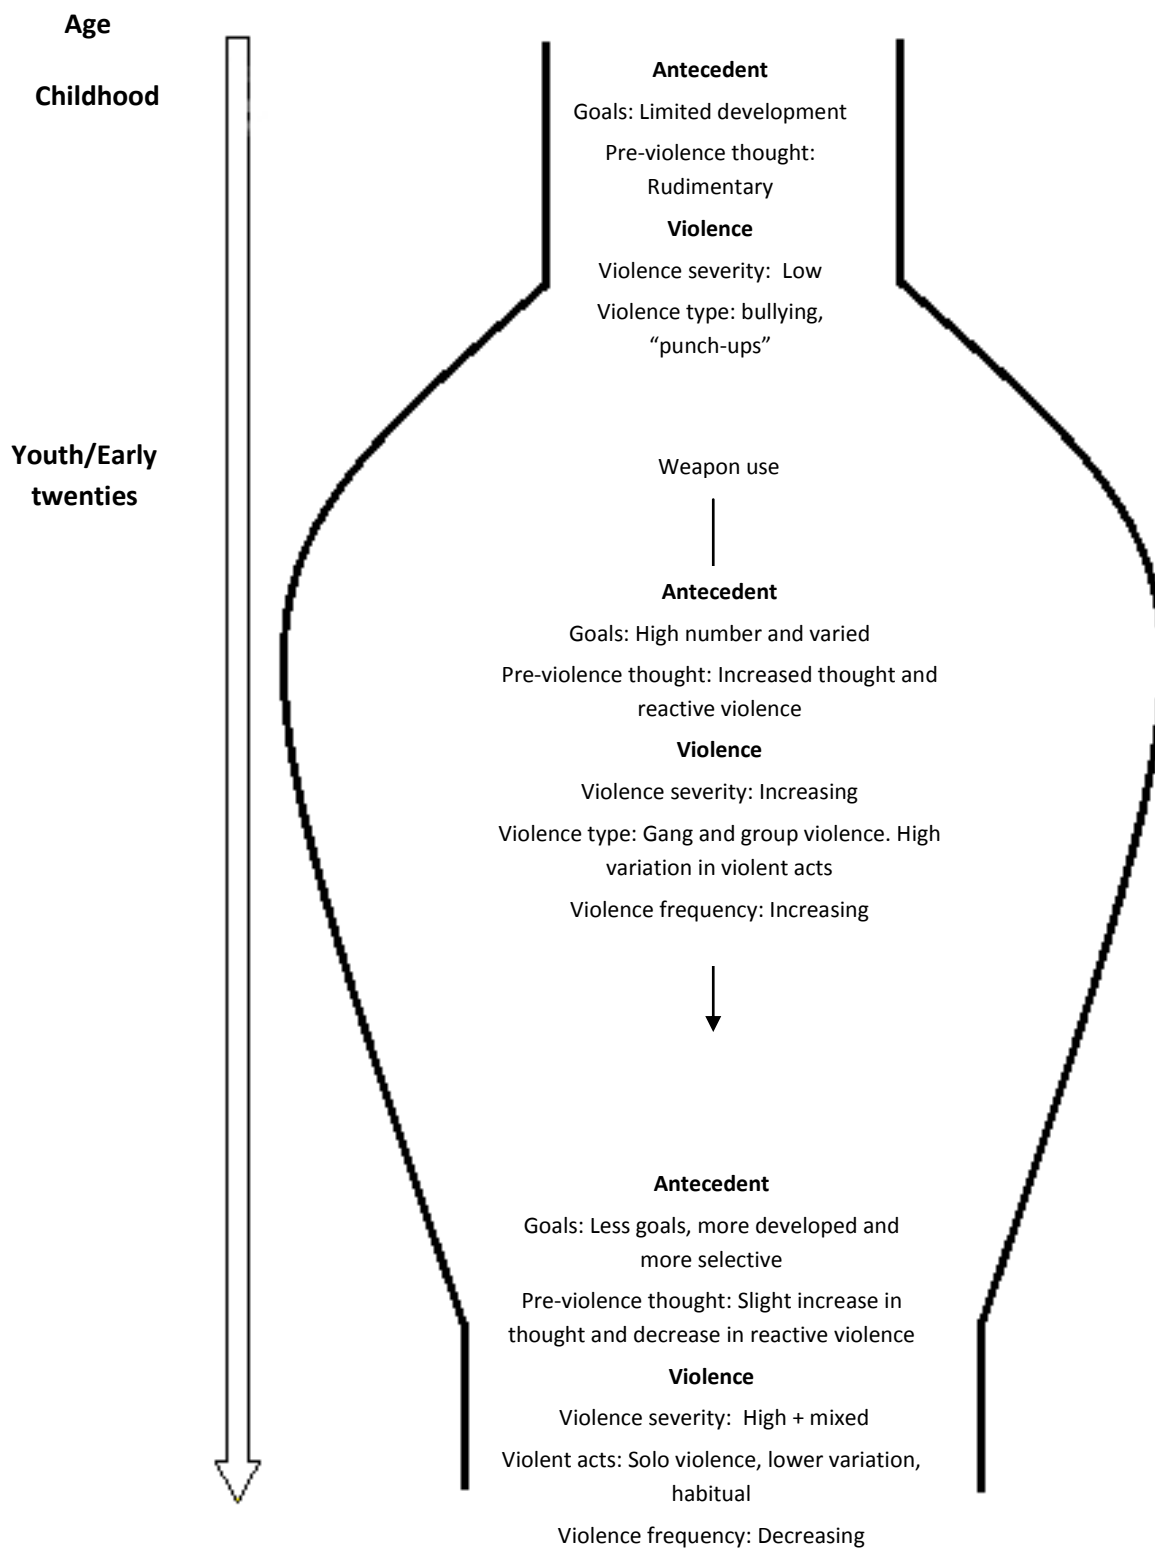 Age
Childhood
Antecedent
Goals: Limited development
Pre-violence thought:
Rudimentary
Violence
Violence severity:  Low
Violence type: bullying,
“punch-ups”
Youth/Early
twenties
Weapon use
Antecedent
Goals: High number and varied
Pre-violence thought: Increased thought and
reactive violence
Violence
Violence severity: Increasing
Violence type: Gang and group violence. High
variation in violent acts
Violence frequency: Increasing
Antecedent
Goals: Less goals, more developed and
more selective
Pre-violence thought: Slight increase in
thought and decrease in reactive violence
Violence
Violence severity:  High + mixed
Violent acts: Solo violence, lower variation,
habitual
Violence frequency: Decreasing